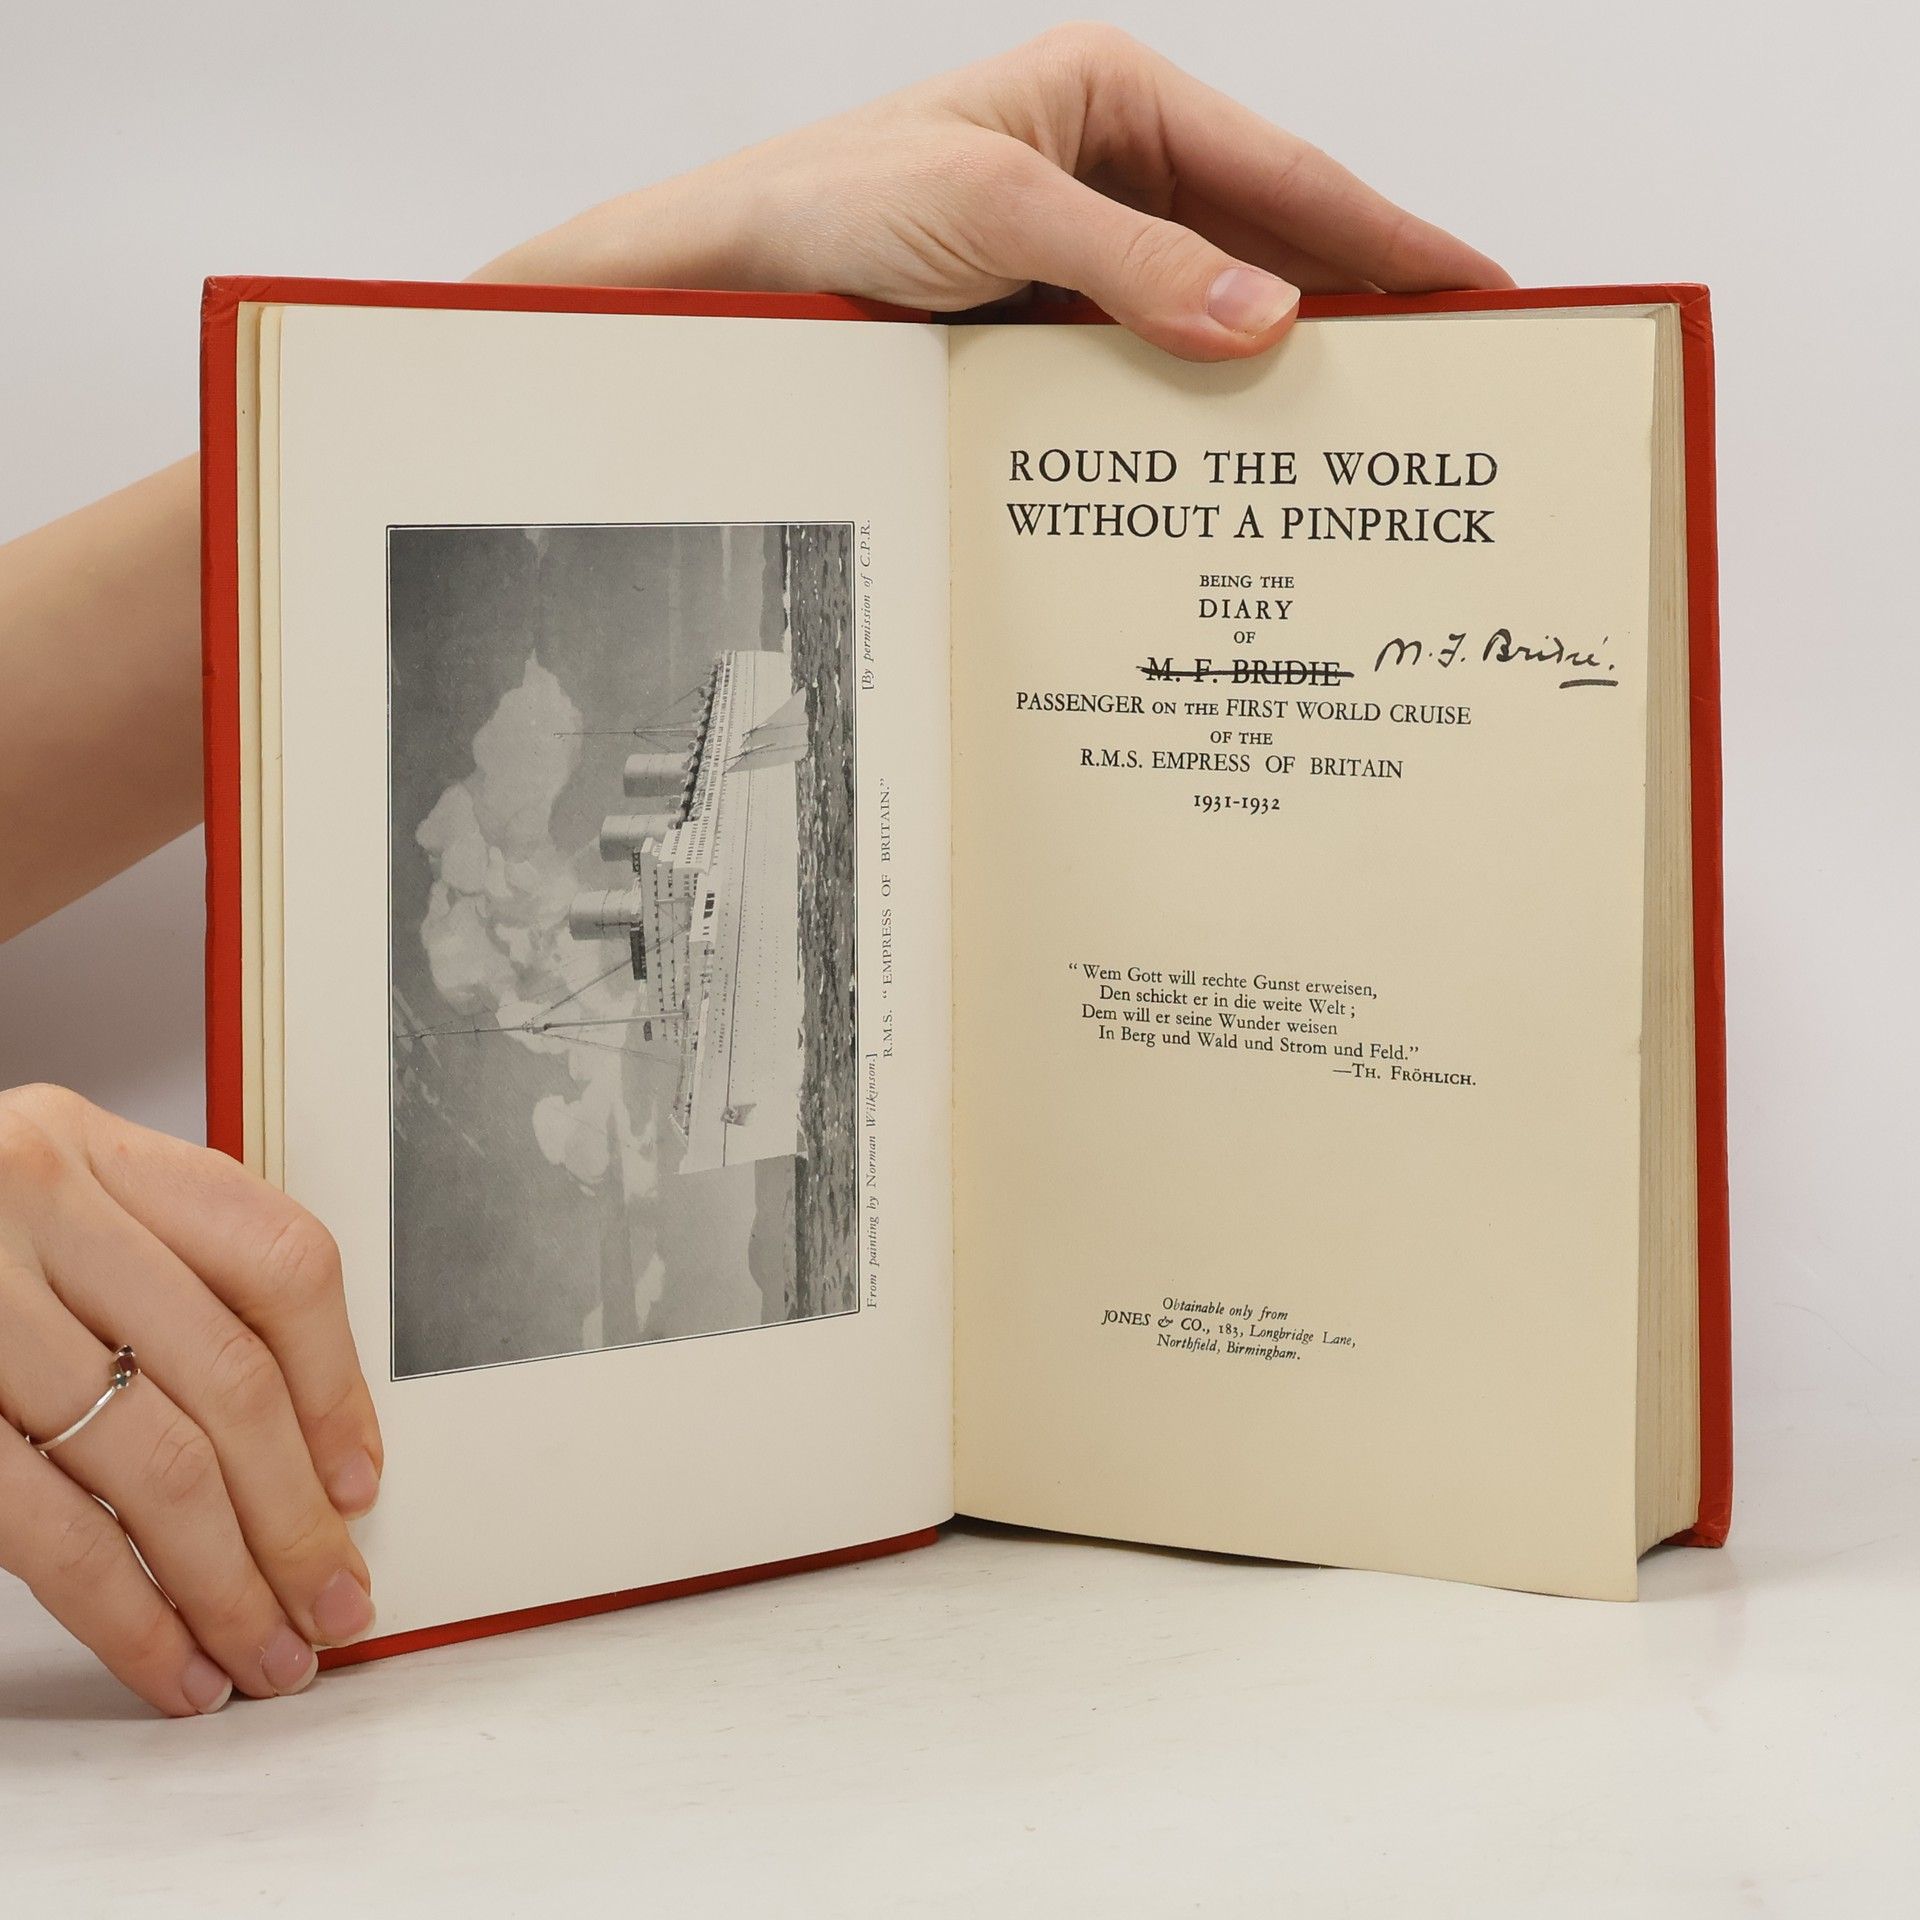 [By permission of C.P.R.
From painting by Norman Wilkinson.]
R.M.S. “EMPRESS OF BRITAIN.”
ROUND THE WORLD
WITHOUT A PINPRICK
BEING THE
DIARY
OF
M. F. BRIDIE M. F. Bridie.
PASSENGER ON THE FIRST WORLD CRUISE
OF THE
R.M.S. EMPRESS OF BRITAIN
1931-1932
“Wem Gott will rechte Gunst erweisen,
Den schickt er in die weite Welt;
Dem will er seine Wunder weisen
In Berg und Wald und Strom und Feld.”
—TH. FRÖHLICH.
Obtainable only from
JONES & CO., 183, Longbridge Lane,
Northfield, Birmingham.